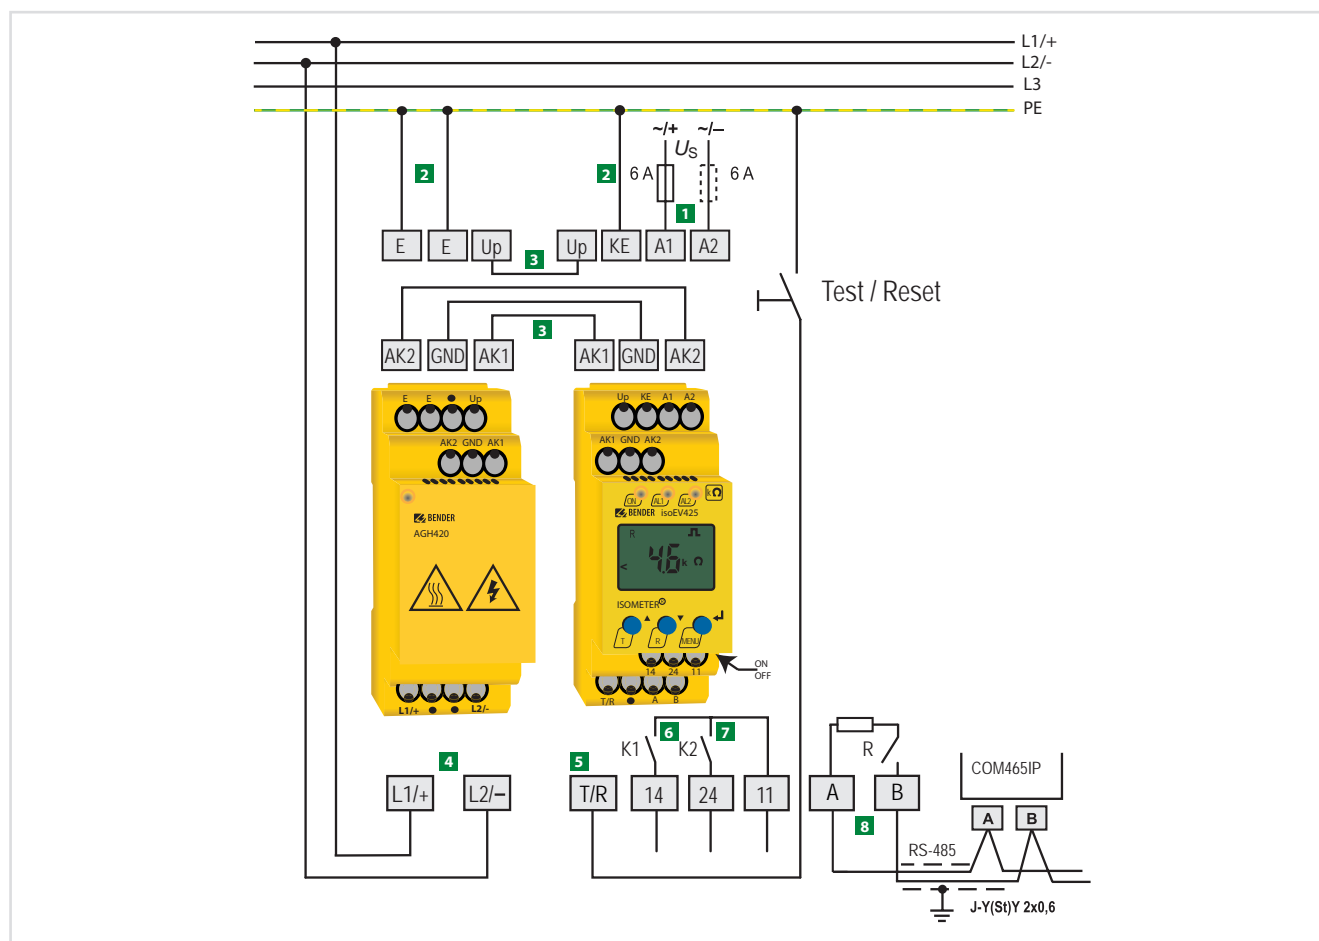 L1/+
L2/-
L3
PE
~/+ ~/–
US
6 A 6 A
2 2 1
E E Up Up KE A1 A2
3
Test / Reset
3
AK2 GND AK1 AK1 GND AK2
E E Up
AK2 GND AK1
BENDER
AGH420
L1/+ L2/-
Up KE A1 A2
AK1 GND AK2
ON AL1 AL2 kΩ
BENDER isoEV425
R
< 4.6 k Ω
ISOMETER®
T R MENU
14 24 11
T/R A B
ON
OFF
6 7
K1 K2
R
4 5
L1/+ L2/– T/R 14 24 11 A B
8
COM465IP
A B
RS-485
J-Y(St)Y 2x0,6